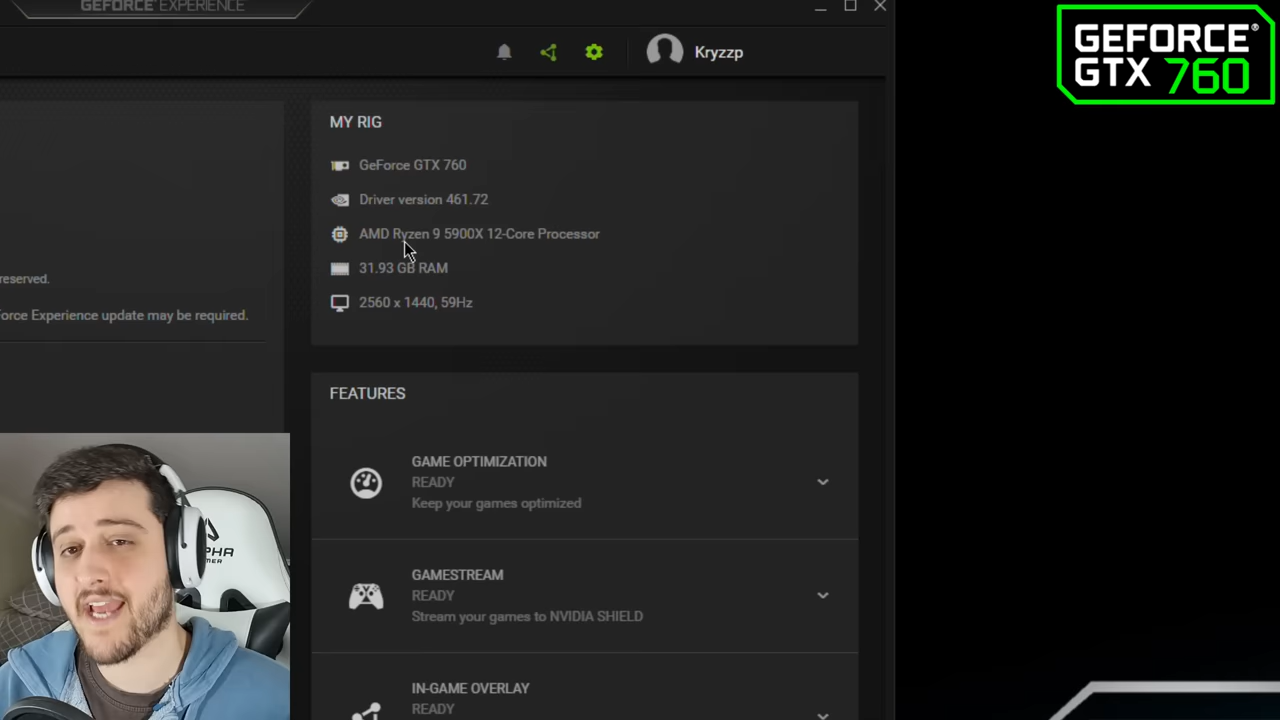 GEFORCE EXPERIENCE
GEFORCE®
GTX 760
Kryzzp
MY RIG
GeForce GTX 760
Driver version 461.72
AMD Ryzen 9 5900X 12-Core Processor
31.93 GB RAM
2560 x 1440, 59Hz
reserved.
Force Experience update may be required.
FEATURES
GAME OPTIMIZATION
READY
Keep your games optimized
GAMESTREAM
READY
Stream your games to NVIDIA SHIELD
IN-GAME OVERLAY
READY